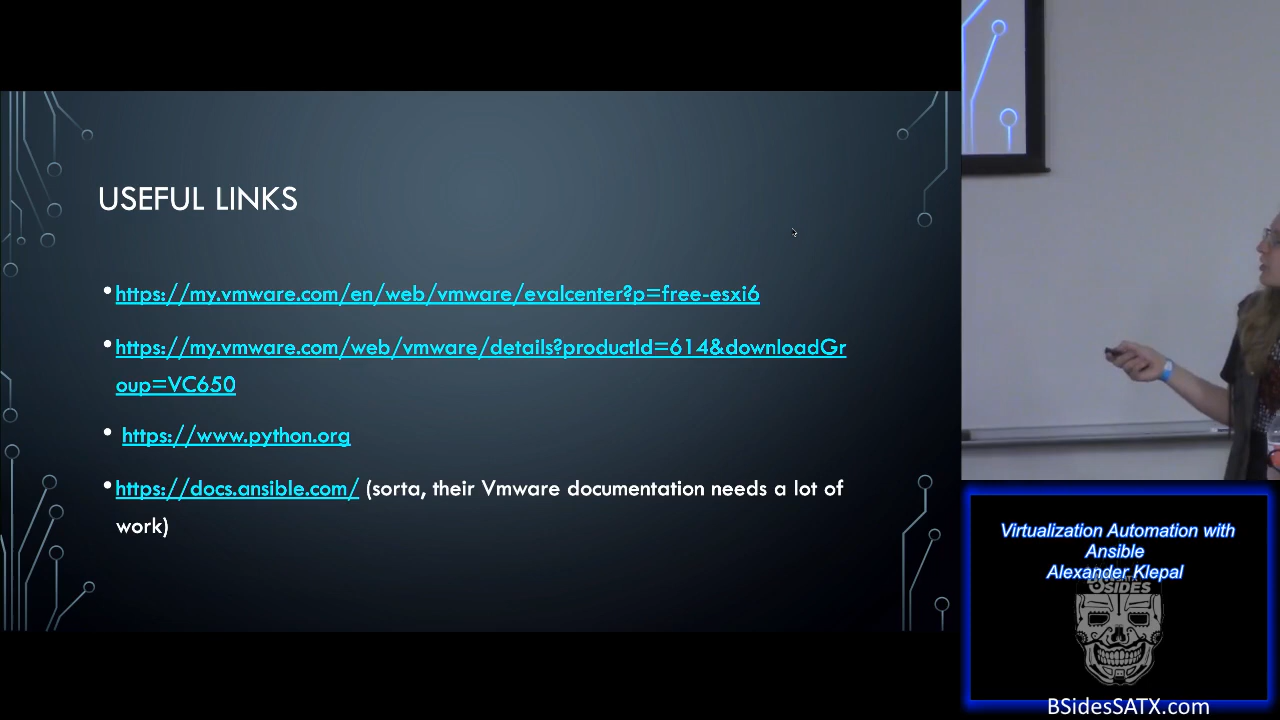 USEFUL LINKS
https://my.vmware.com/en/web/vmware/evalcenter?p=free-esxi6
https://my.vmware.com/web/vmware/details?productId=614&downloadGr
oup=VC650
https://www.python.org
https://docs.ansible.com/ (sorta, their Vmware documentation needs a lot of
work)
Virtualization Automation with
Ansible
Alexander Klepal
BSIDES
BSidesSATX.com